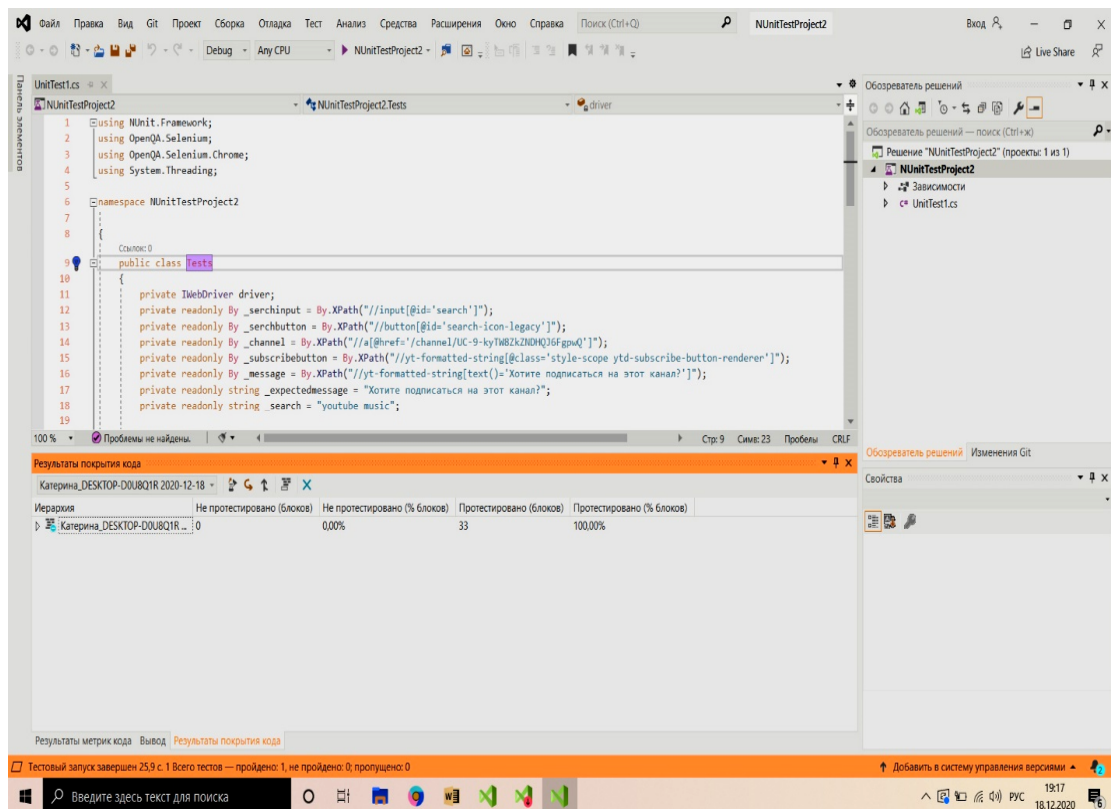 Файл Правка Вид Git Проект Сборка Отладка Тест Анализ Средства Расширения Окно Справка Поиск (Ctrl+Q) NUnitTestProject2 Вход
Debug Any CPU NUnitTestProject2 Live Share
Панель элементов
UnitTest1.cs
NUnitTestProject2 NUnitTestProject2.Tests driver
1 using NUnit.Framework;
2 using OpenQA.Selenium;
3 using OpenQA.Selenium.Chrome;
4 using System.Threading;
5
6 namespace NUnitTestProject2
7
8 {
Ссылок: 0
9 public class Tests
10 {
11 private IWebDriver driver;
12 private readonly By _serchinput = By.XPath("//input[@id='search']");
13 private readonly By _serchbutton = By.XPath("//button[@id='search-icon-legacy']");
14 private readonly By _channel = By.XPath("//a[@href='/channel/UC-9-kyTW8ZkZNDHQJ6FgpwQ']");
15 private readonly By _subscribebutton = By.XPath("//yt-formatted-string[@class='style-scope ytd-subscribe-button-renderer']");
16 private readonly By _message = By.XPath("//yt-formatted-string[text()='Хотите подписаться на этот канал?']");
17 private readonly string _expectedmessage = "Хотите подписаться на этот канал?";
18 private readonly string _search = "youtube music";
19
100 % Проблемы не найдены. Стр: 9 Симв: 23 Пробелы CRLF
Обозреватель решений
Обозреватель решений — поиск (Ctrl+ж)
Решение "NUnitTestProject2" (проекты: 1 из 1)
NUnitTestProject2
Зависимости
C# UnitTest1.cs
Обозреватель решений Изменения Git
Свойства
Результаты покрытия кода
Катерина_DESKTOP-D0U8Q1R 2020-12-18
Иерархия Не протестировано (блоков) Не протестировано (% блоков) Протестировано (блоков) Протестировано (% блоков)
Катерина_DESKTOP-D0U8Q1R ... 0 0,00% 33 100,00%
Результаты метрик кода Вывод Результаты покрытия кода
Тестовый запуск завершен 25,9 с. 1 Всего тестов — пройдено: 1, не пройдено: 0; пропущено: 0 Добавить в систему управления версиями 2
Введите здесь текст для поиска РУС 19:17
18.12.2020 6